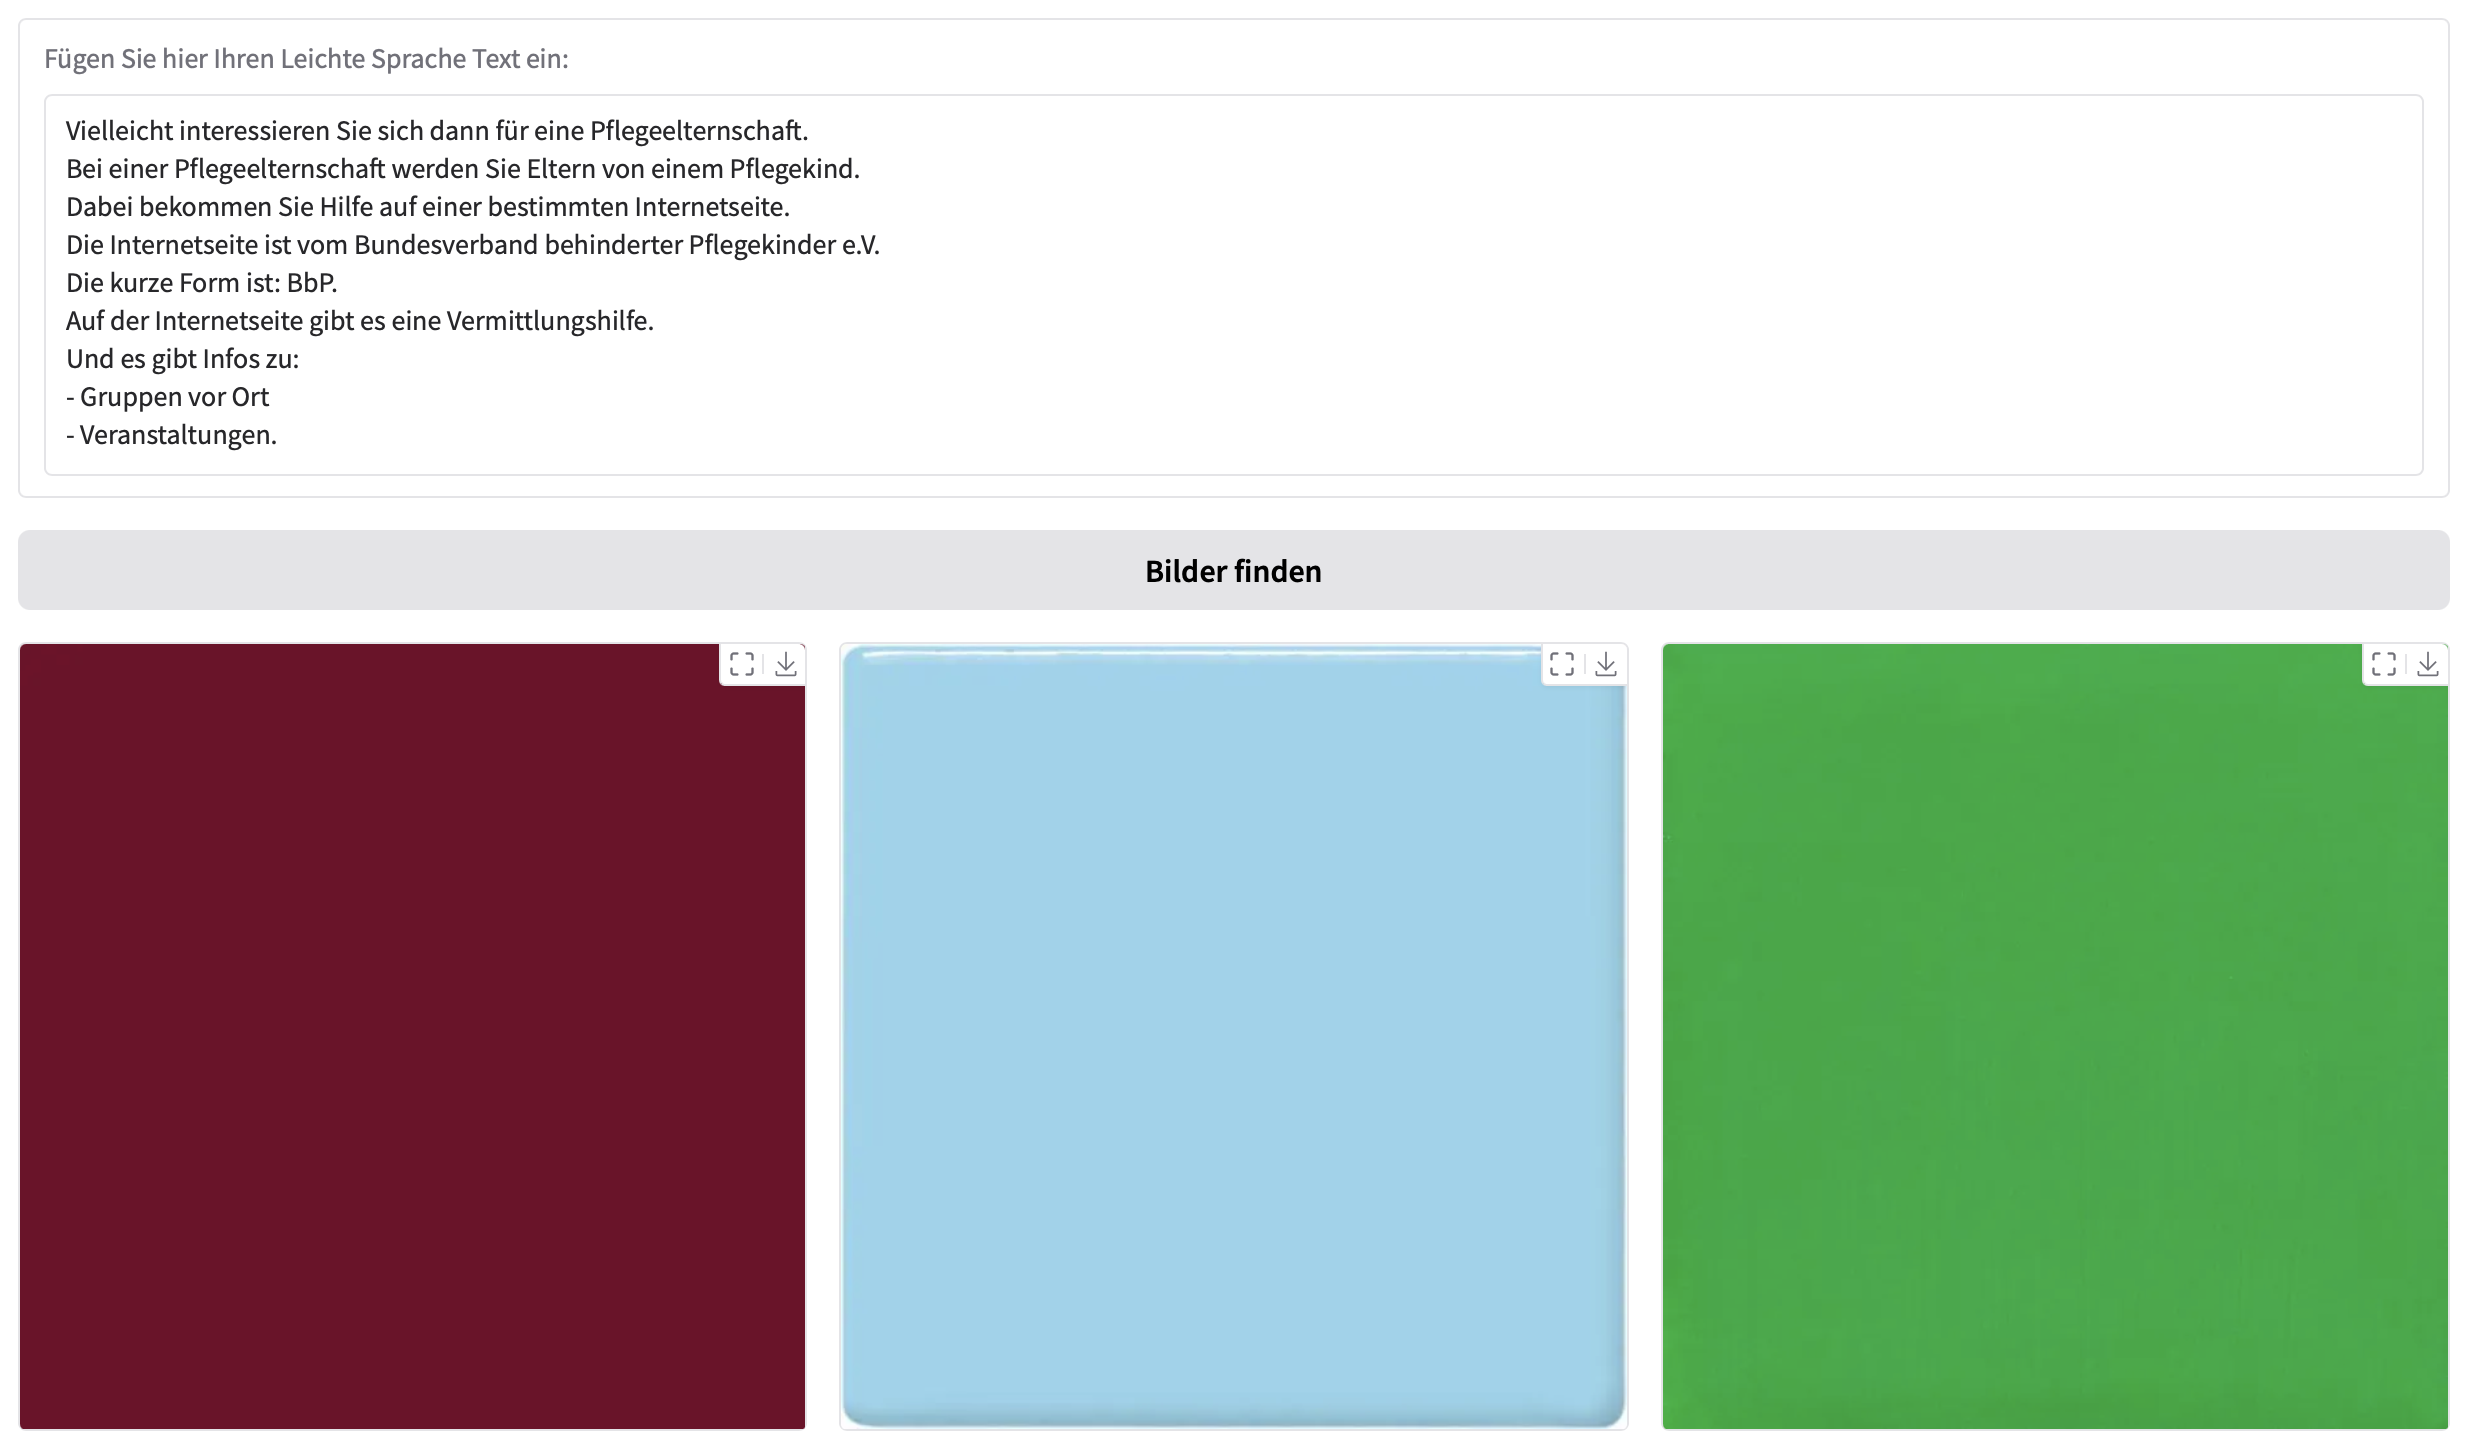 Fügen Sie hier Ihren Leichte Sprache Text ein:
Vielleicht interessieren Sie sich dann für eine Pflegeelternschaft.
Bei einer Pflegeelternschaft werden Sie Eltern von einem Pflegekind.
Dabei bekommen Sie Hilfe auf einer bestimmten Internetseite.
Die Internetseite ist vom Bundesverband behinderter Pflegekinder e.V.
Die kurze Form ist: BbP.
Auf der Internetseite gibt es eine Vermittlungshilfe.
Und es gibt Infos zu:
- Gruppen vor Ort
- Veranstaltungen.
Bilder finden